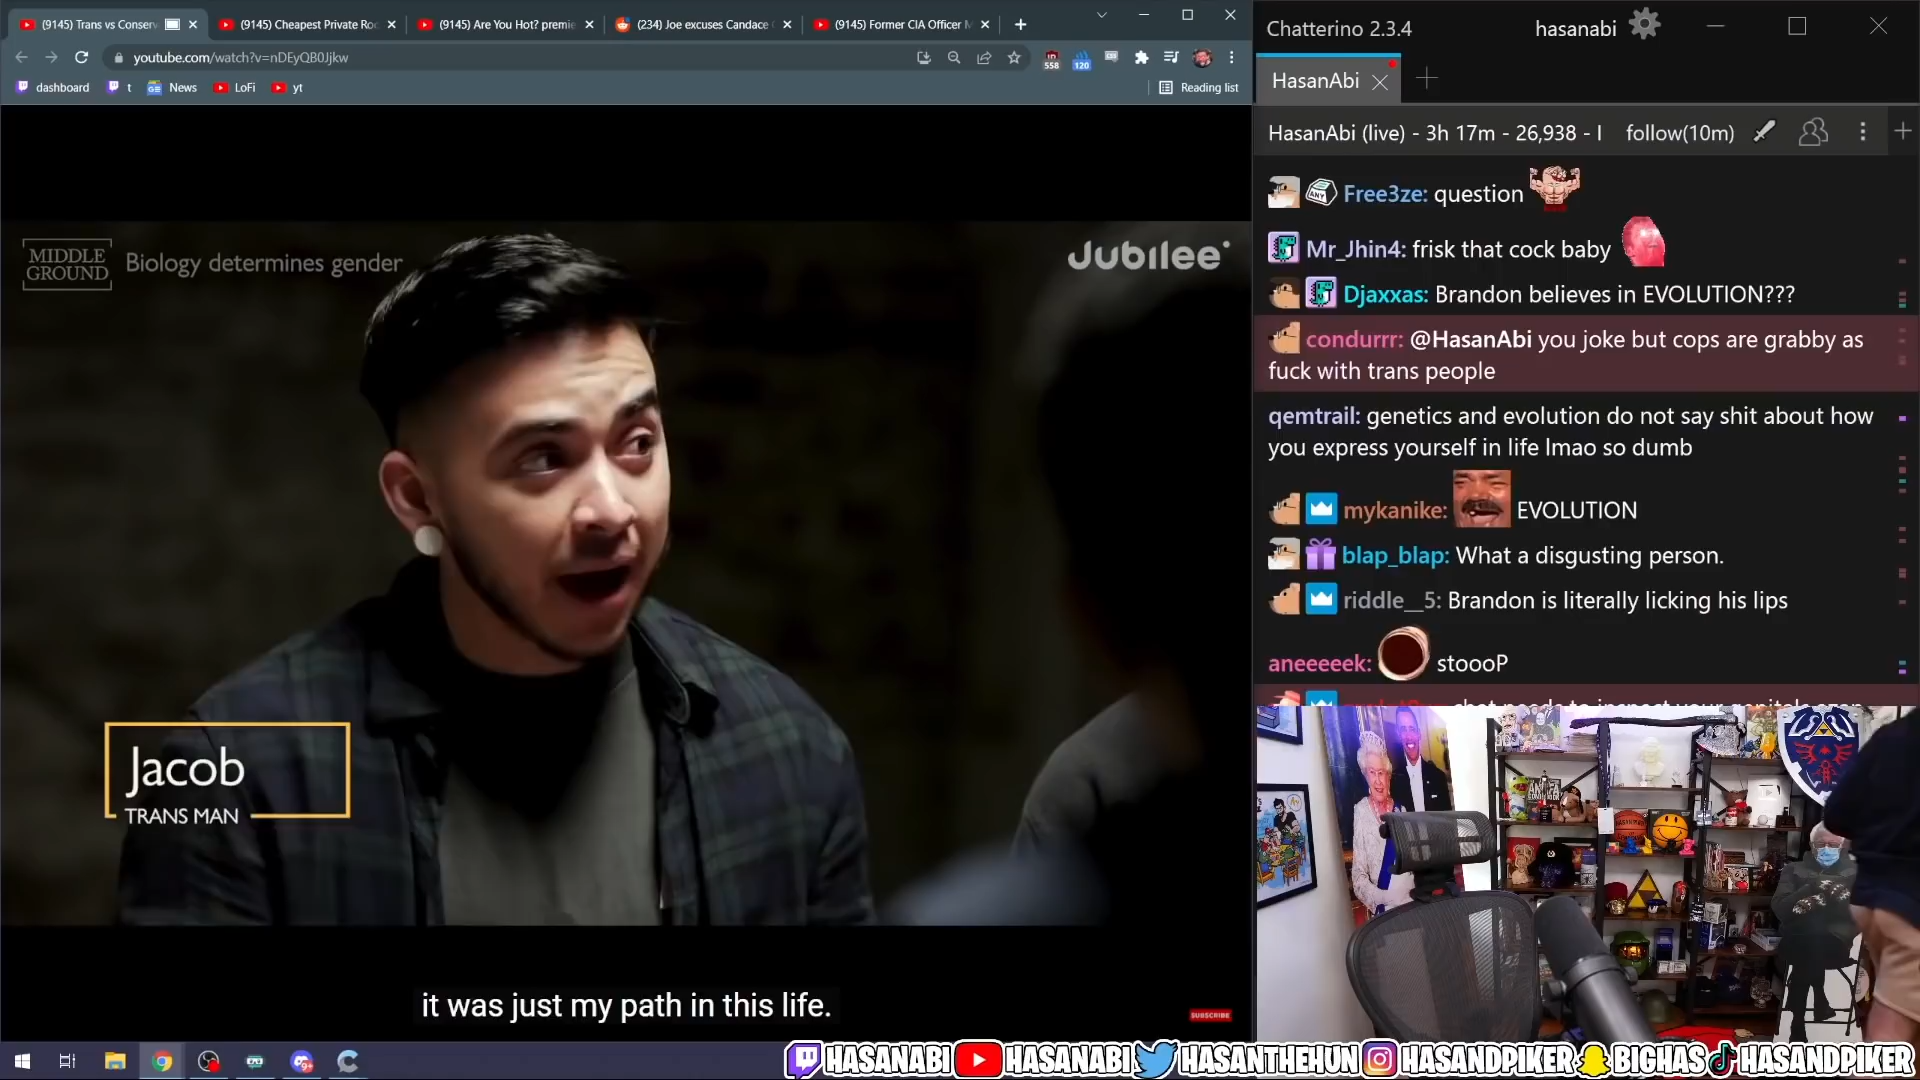 (9145) Trans vs Conserv
(9145) Cheapest Private Ro
(9145) Are You Hot? premie
(234) Joe excuses Candace
(9145) Former CIA Officer
youtube.com/watch?v=nDEyQB0Jjkw
558
120
dashboard
t
News
LoFi
yt
Reading list
MIDDLE
GROUND
Biology determines gender
Jubilee
Jacob
TRANS MAN
it was just my path in this life.
SUBSCRIBE
Chatterino 2.3.4
hasanabi
HasanAbi
HasanAbi (live) - 3h 17m - 26,938 - I
follow(10m)
ANY
Free3ze: question
Mr_Jhin4: frisk that cock baby
Djaxxas: Brandon believes in EVOLUTION???
condurrr: @HasanAbi you joke but cops are grabby as
fuck with trans people
qemtrail: genetics and evolution do not say shit about how
you express yourself in life lmao so dumb
mykanike: EVOLUTION
blap_blap: What a disgusting person.
riddle__5: Brandon is literally licking his lips
aneeeeek: stoooP
HASANABI
HASANABI
HASANTHEHUN
HASANDPIKER
BIGHAS
HASANDPIKER